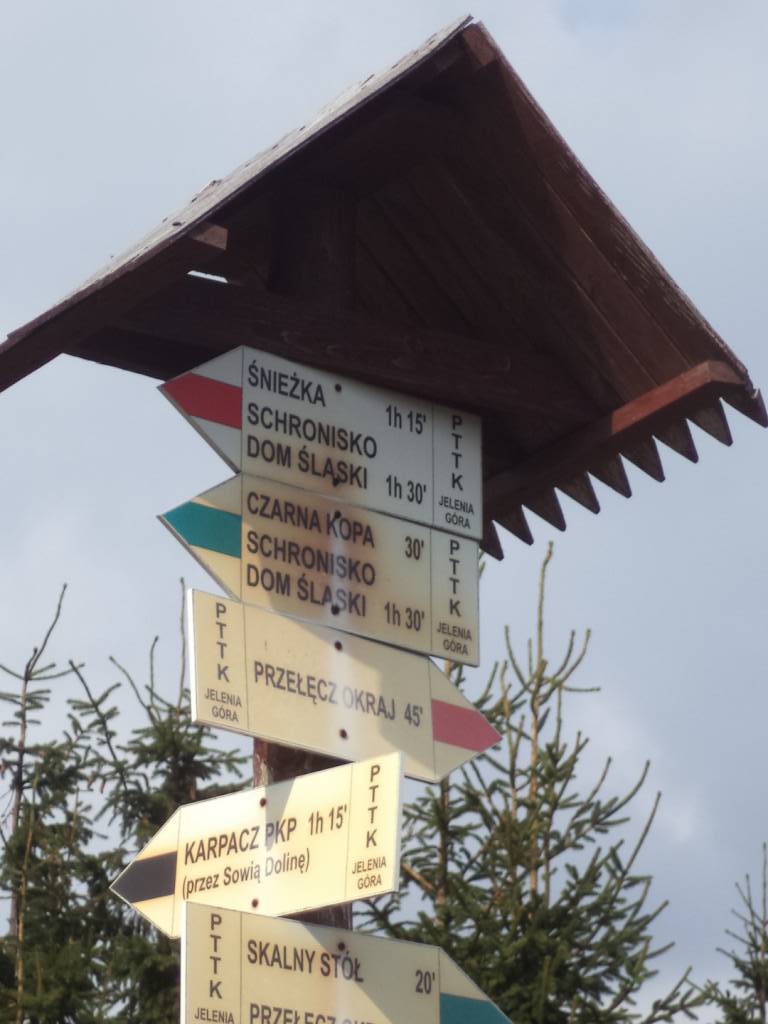 ŚNIEŻKA 1h 15'
SCHRONISKO
DOM ŚLĄSKI 1h 30'
PTTK
JELENIA
GÓRA
CZARNA KOPA 30'
SCHRONISKO
DOM ŚLĄSKI 1h 30'
PTTK
JELENIA
GÓRA
PTTK
JELENIA
GÓRA
PRZEŁĘCZ OKRAJ 45'
KARPACZ PKP 1h 15'
(przez Sowią Dolinę)
PTTK
JELENIA
GÓRA
PTTK
JELENIA
SKALNY STÓŁ 20'
PRZEŁĘCZ